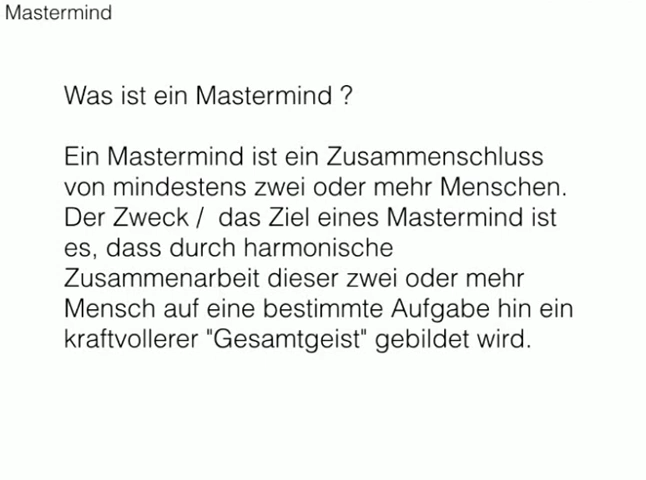 Mastermind
Was ist ein Mastermind ?
Ein Mastermind ist ein Zusammenschluss
von mindestens zwei oder mehr Menschen.
Der Zweck /  das Ziel eines Mastermind ist
es, dass durch harmonische
Zusammenarbeit dieser zwei oder mehr
Mensch auf eine bestimmte Aufgabe hin ein
kraftvollerer "Gesamtgeist" gebildet wird.